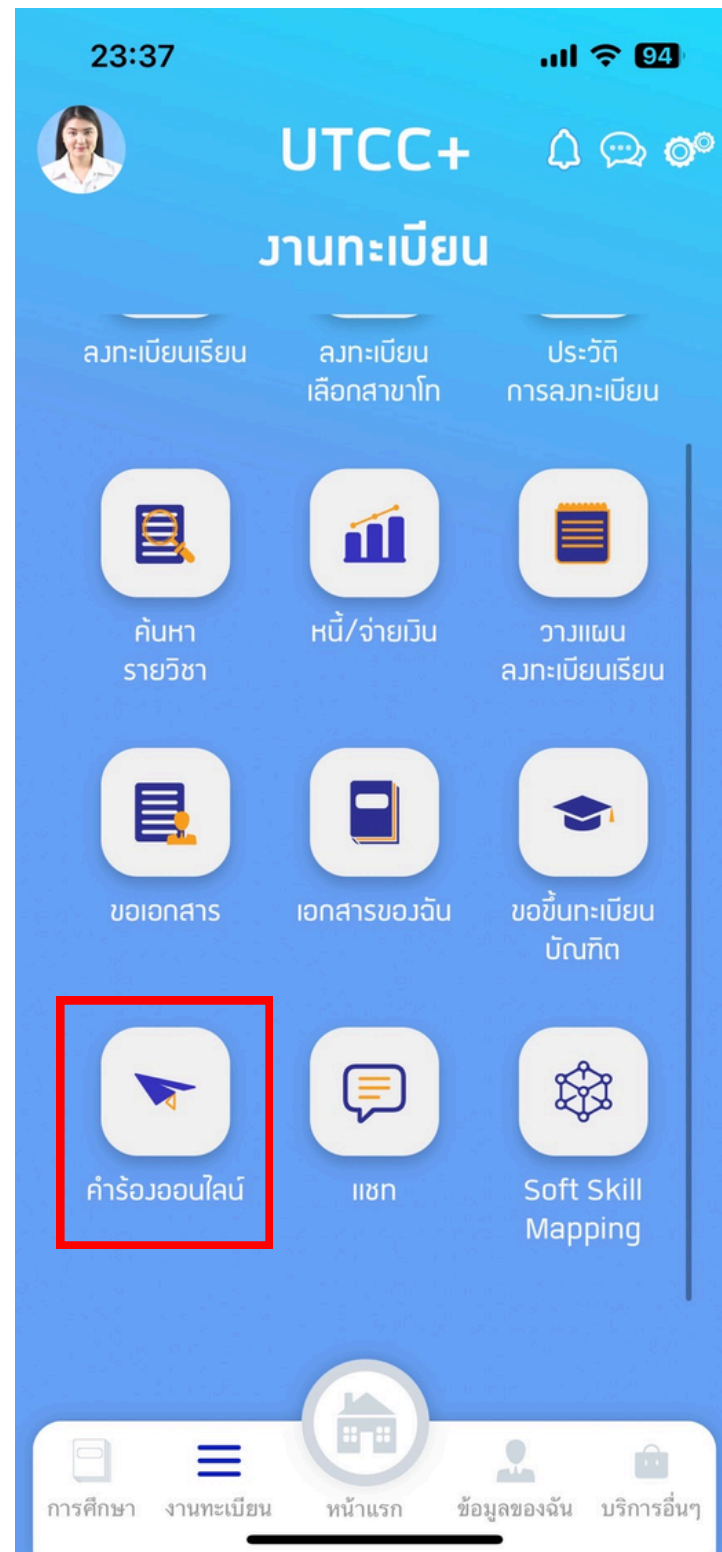 23:37
94
UTCC+
งานทะเบียน
ลงทะเบียนเรียน
ลงทะเบียน
เลือกสาขาโท
ประวัติ
การลงทะเบียน
ค้นหา
รายวิชา
หนี้/จ่ายเงิน
วางแผน
ลงทะเบียนเรียน
ขอเอกสาร
เอกสารของฉัน
ขอขึ้นทะเบียน
บัณฑิต
คำร้องออนไลน์
แชท
Soft Skill
Mapping
การศึกษา
งานทะเบียน
หน้าแรก
ข้อมูลของฉัน
บริการอื่นๆ